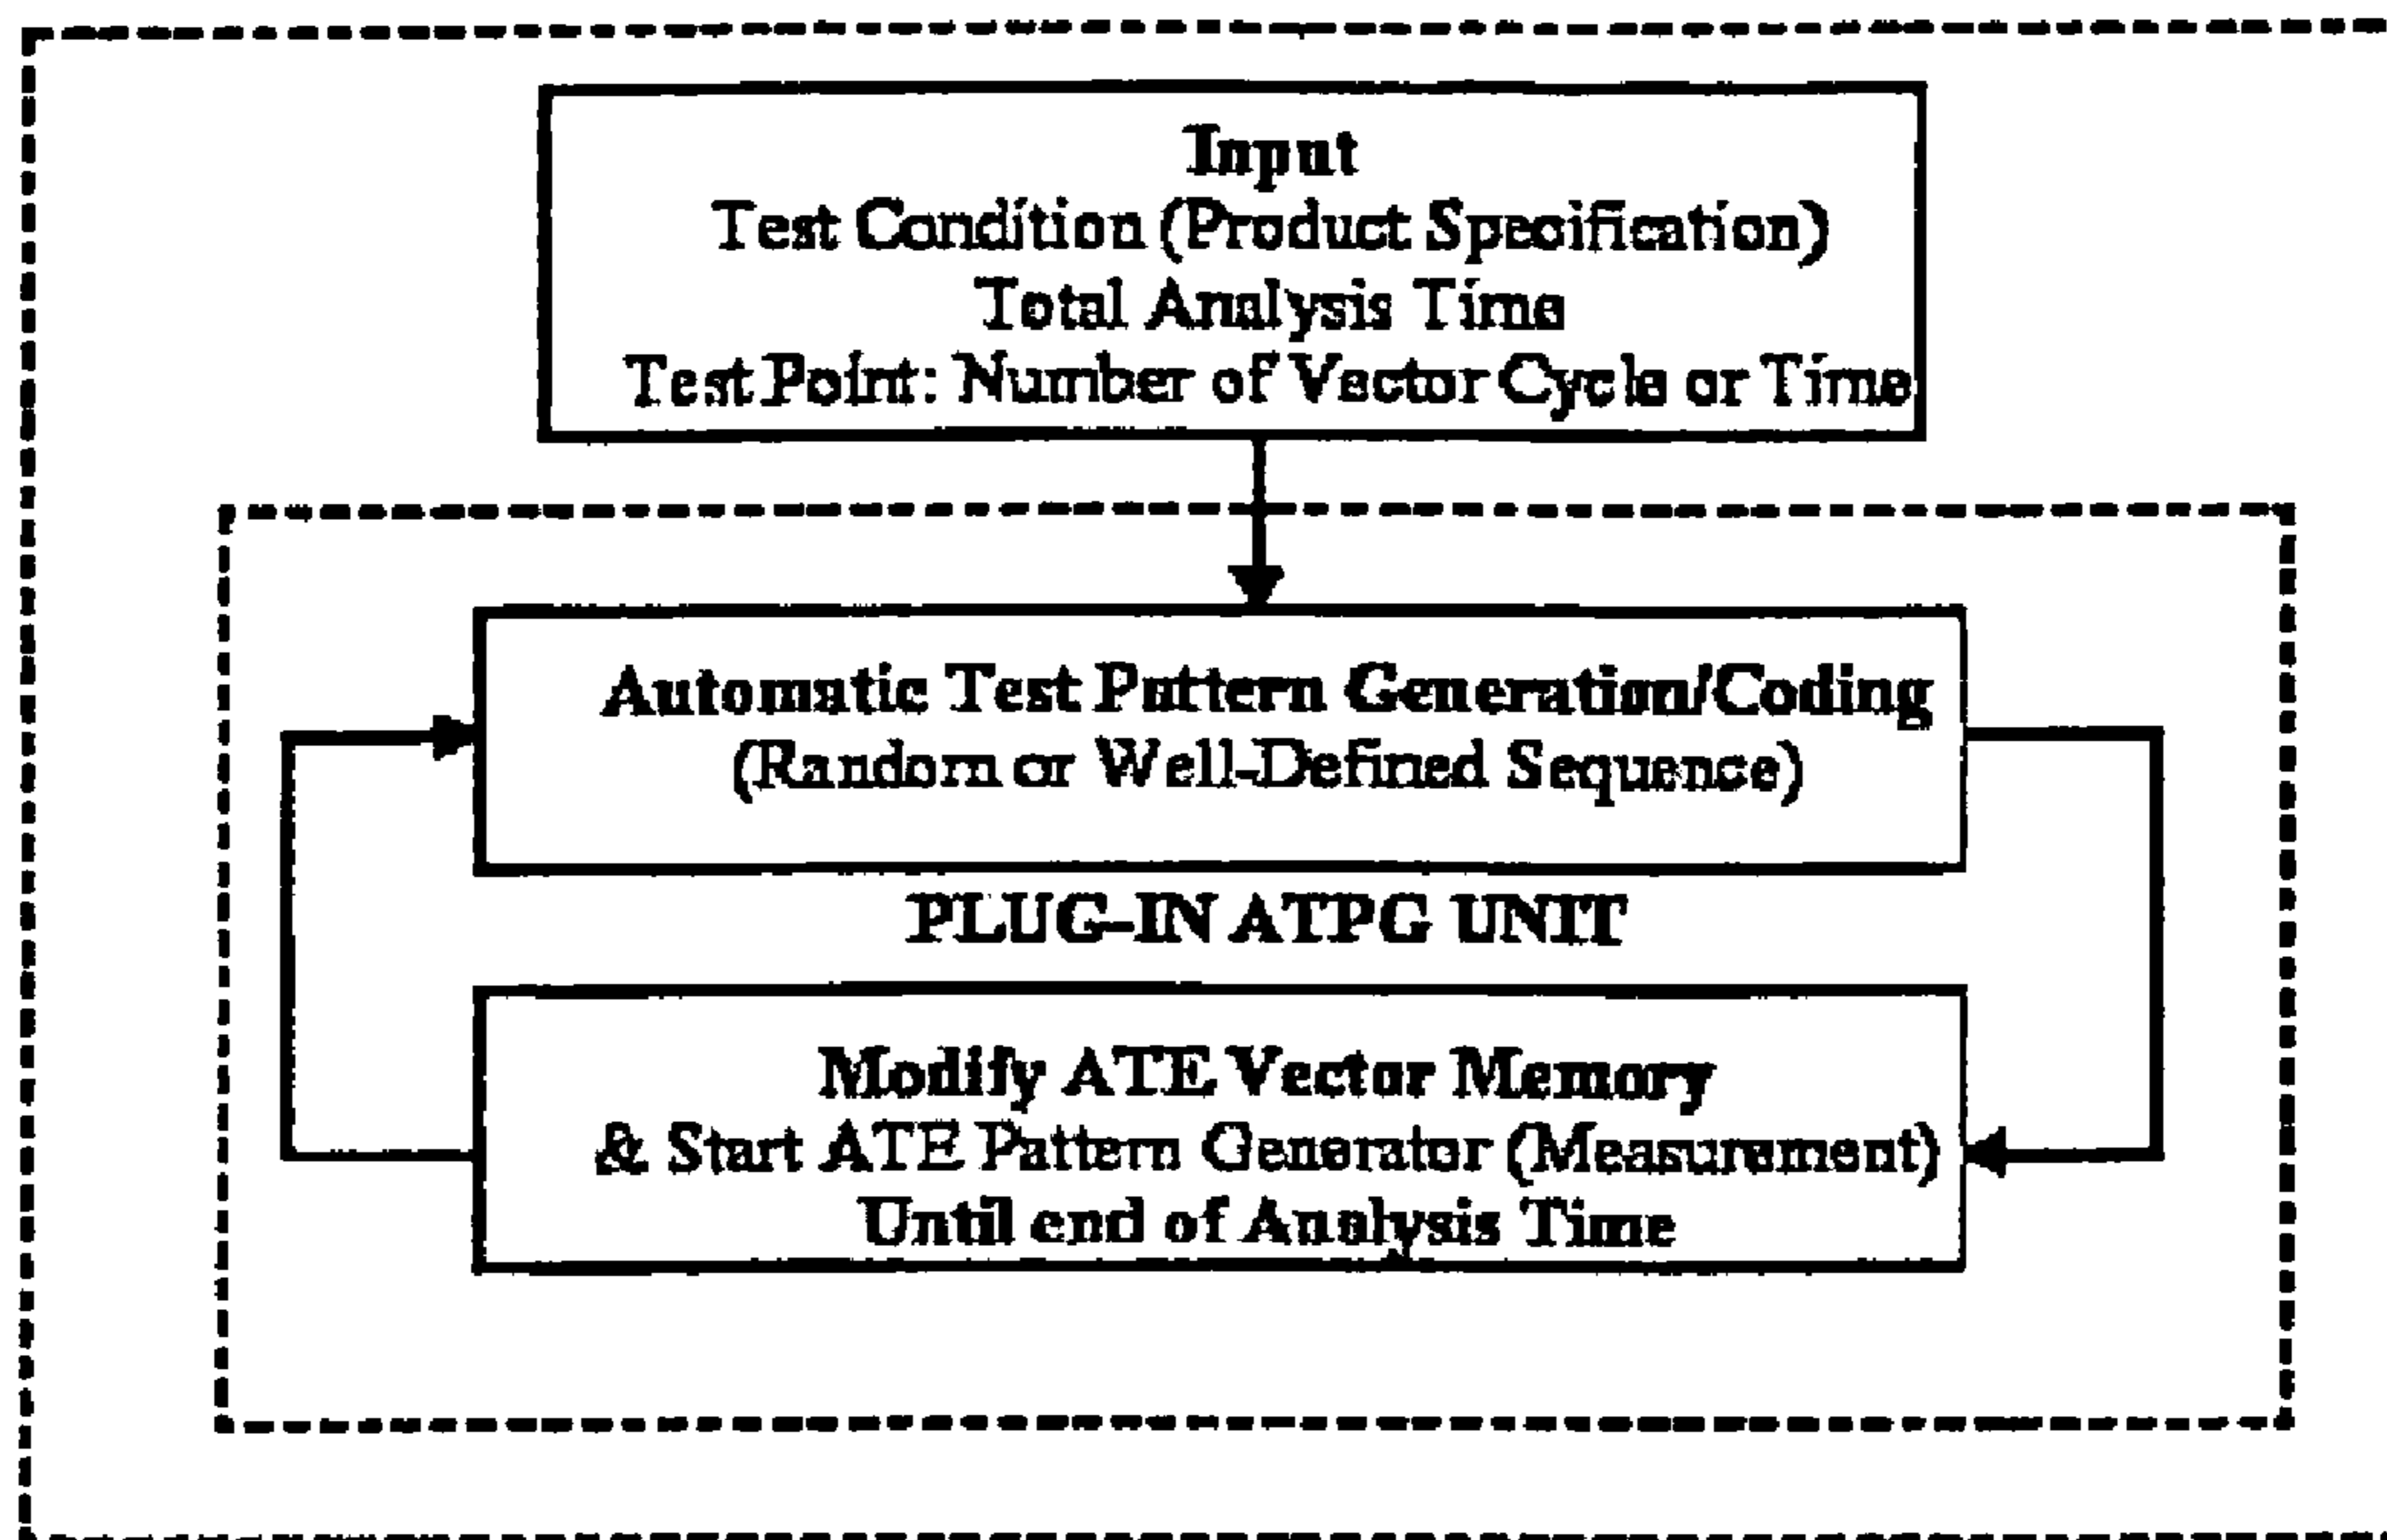 Input
Test Condition (Product Specification)
Total Analysis Time
Test Point: Number of Vector Cycle or Time
Automatic Test Pattern Generation/Coding
(Random or Well-Defined Sequence)
PLUG-IN ATPG UNIT
Modify ATE Vector Memory
& Start ATE Pattern Generator (Measurement)
Until end of Analysis Time